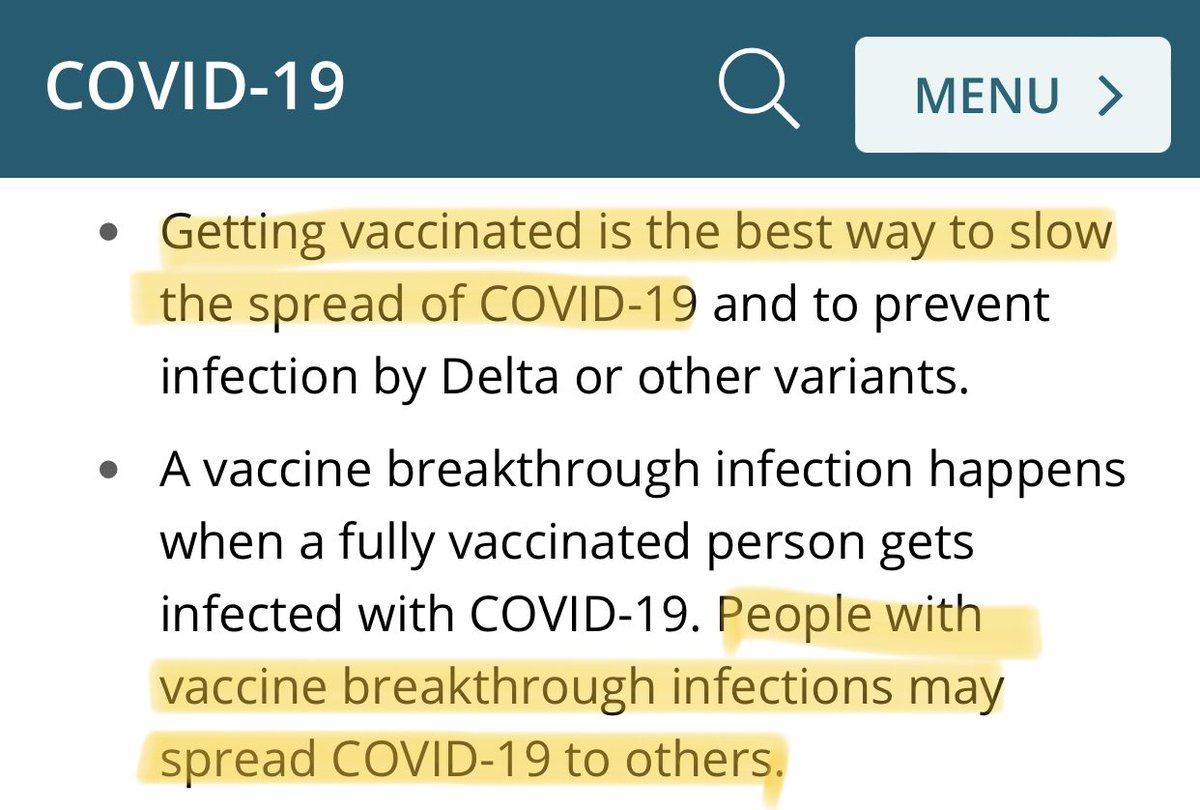 COVID-19
MENU
Getting vaccinated is the best way to slow
the spread of COVID-19 and to prevent
infection by Delta or other variants.
A vaccine breakthrough infection happens
when a fully vaccinated person gets
infected with COVID-19. People with
vaccine breakthrough infections may
spread COVID-19 to others.